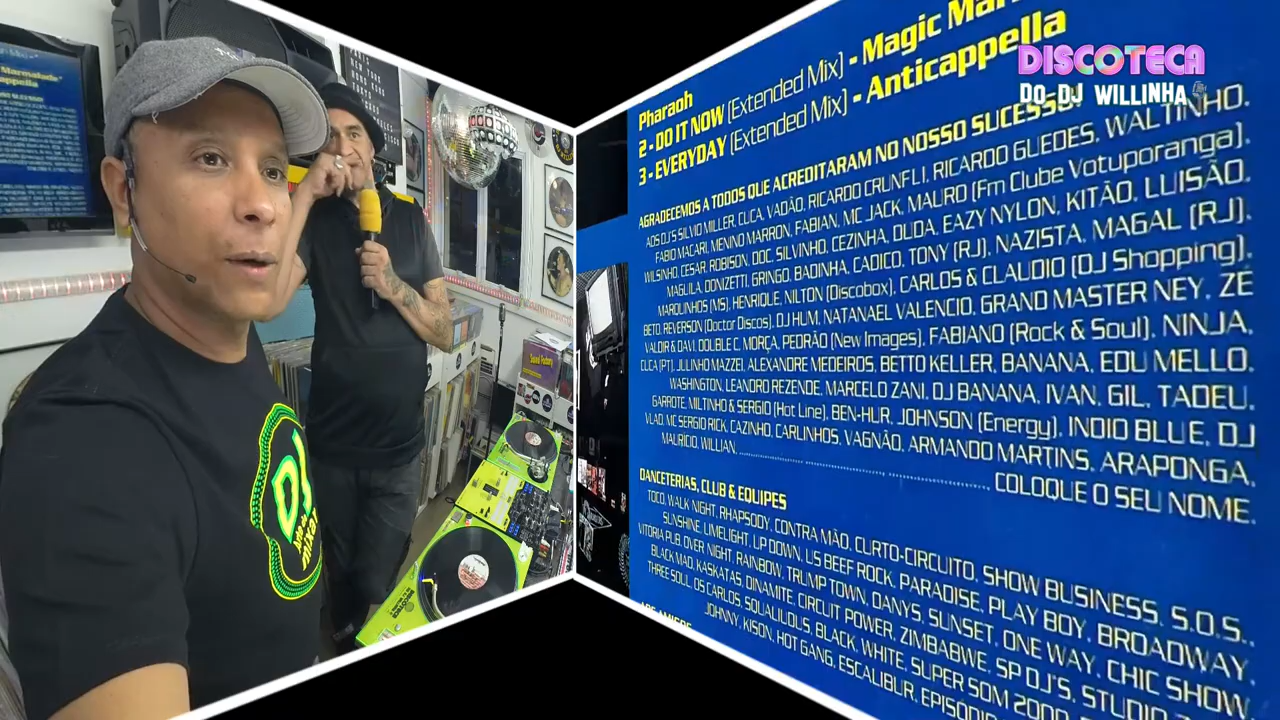 Marmalade"
appella
DJ
DISCOTECA
DO DJ WILLINHA
Pharaoh
2 - DO IT NOW (Extended Mix) - Magic Mar
3 - EVERYDAY (Extended Mix) - Anticappella
AGRADECEMOS A TODOS QUE ACREDITARAM NO NOSSO SUCESSO
AOS DJ'S SILVIO MILLER, CUCA, VADÃO, RICARDO CRUNFLI, RICARDO GUEDES, WALTINHO.
FABIO MACARI, MENINO MARRON, FABIAN, MC JACK, MAURO (Fm Clube Votuporanga),
WILSINHO, CESAR, ROBISON, DOC, SILVINHO, CEZINHA, DUDA, EAZY NYLON, KITÃO, LUISÃO,
MAGUILA, DONIZETTI, GRINGO, BADINHA, CADICO, TONY (RJ), NAZISTA, MAGAL (RJ),
MARQUINHOS (MS), HENRIQUE, NILTON (Discobox), CARLOS & CLAUDIO (DJ Shopping),
BETO, REVERSON (Doctor Discos), DJ HUM, NATANAEL VALENCIO, GRAND MASTER NEY, ZÉ
VALDIR & DAVI, DOUBLE C, MORÇA, PEDRÃO (New Images), FABIANO (Rock & Soul), NINJA,
CUCA (PT), JULINHO MAZZEI, ALEXANDRE MEDEIROS, BETTO KELLER, BANANA, EDU MELLO,
WASHINGTON, LEANDRO REZENDE, MARCELO ZANI, DJ BANANA, IVAN, GIL, TADEU,
GARROTE, MILTINHO & SERGIO (Hot Line), BEN-HUR, JOHNSON (Energy), INDIO BLUE, DJ
VLAD, MC SERGIO RICK, CAZINHO, CARLINHOS, VAGNÃO, ARMANDO MARTINS, ARAPONGA,
MAURICIO, WILLIAN. ........................ COLOQUE O SEU NOME.
DANCETERIAS, CLUB & EQUIPES
TOCO, WALK NIGHT, RHAPSODY, CONTRA MÃO, CURTO-CIRCUITO, SHOW BUSINESS, S.O.S.,
SUNSHINE, LIMELIGHT, UP DOWN, L'S BEEF ROCK, PARADISE, PLAY BOY, BROADWAY,
VITORIA PUB, OVER NIGHT, RAINBOW, TRUMP TOWN, DANYS, SUNSET, ONE WAY, CHIC SHOW,
BLACK MAD, KASKATAS, DINAMITE, CIRCUIT POWER, ZIMBABWE, SP DJ'S, STUDIO
THREE SOUL, OS CARLOS, SQUALIDUS, BLACK, WHITE, SUPER SOM 2000,
JOHNNY, KISON, HOT GANG, ESCALIBUR, EPISÓDIO